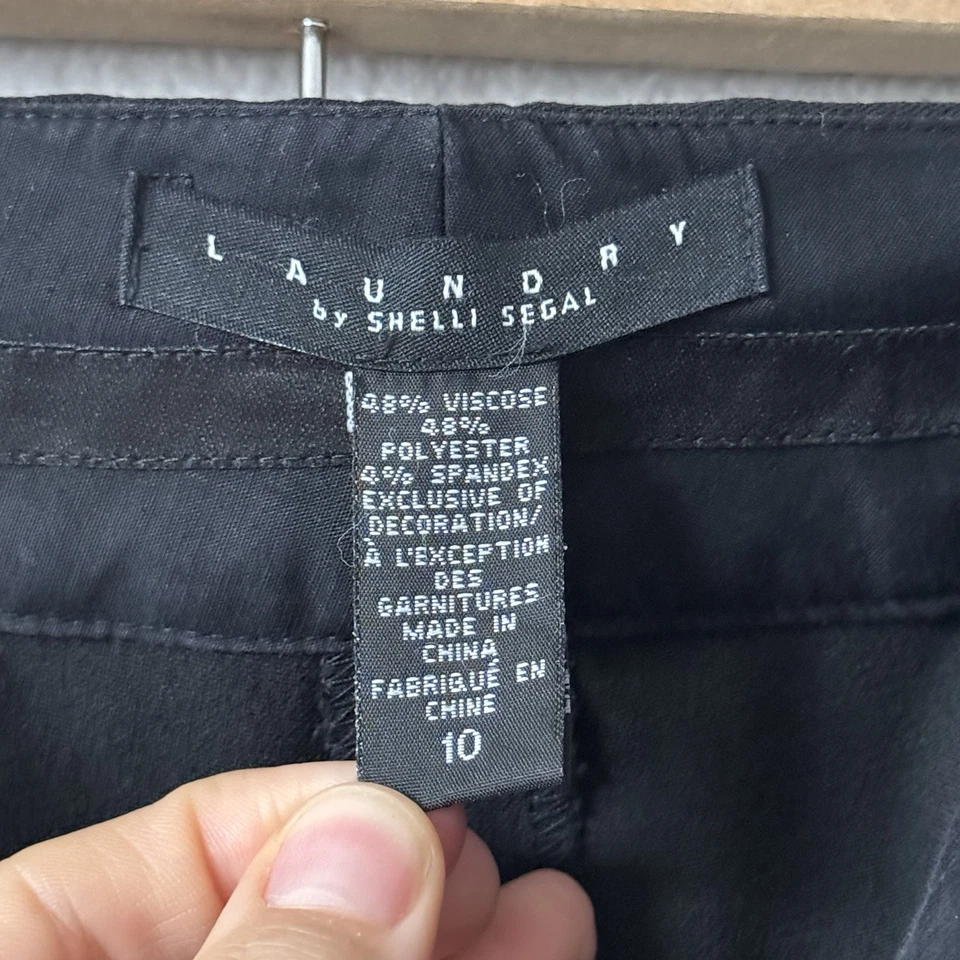 LAUNDRY
by SHELLI SEGAL
48% VISCOSE
48%
POLYESTER
4% SPANDEX
EXCLUSIVE OF
DECORATION/
À L'EXCEPTION
DES
GARNITURES
MADE IN
CHINA
FABRIQUÉ EN
CHINE
10